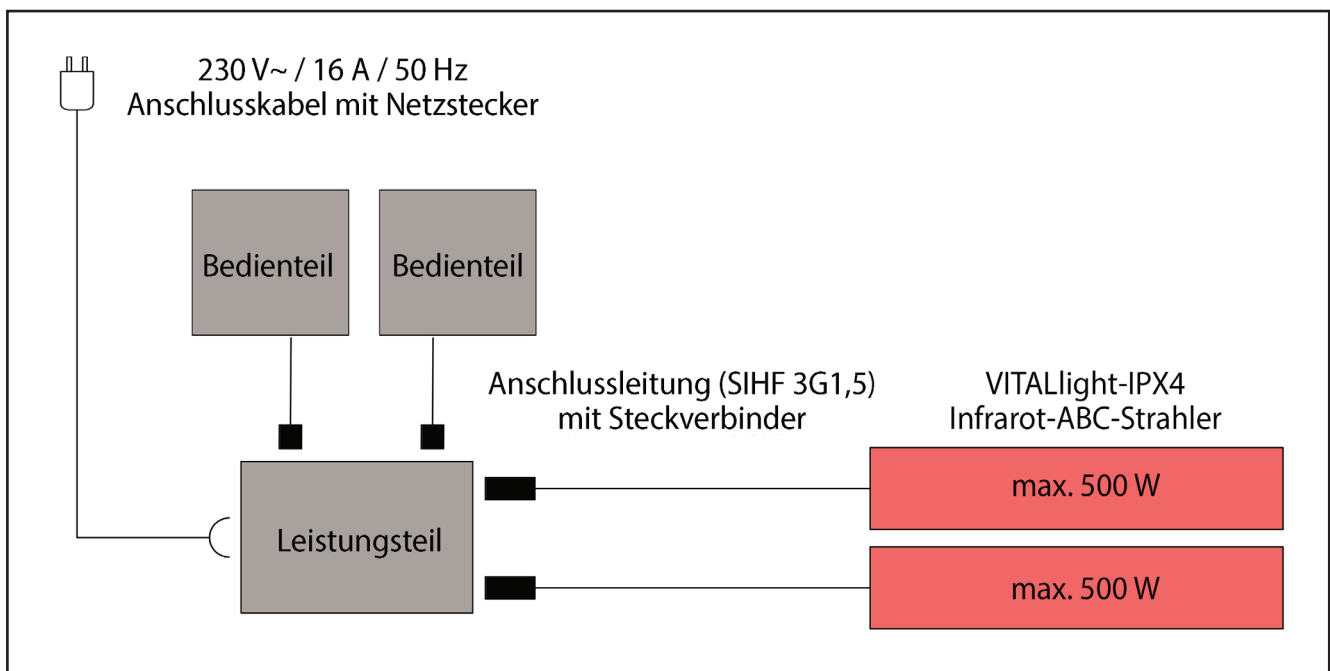 230 V~ / 16 A / 50 Hz
Anschlusskabel mit Netzstecker
Bedienteil
Bedienteil
Anschlussleitung (SIHF 3G1,5)
mit Steckverbinder
VITALlight-IPX4
Infrarot-ABC-Strahler
Leistungsteil
max. 500 W
max. 500 W